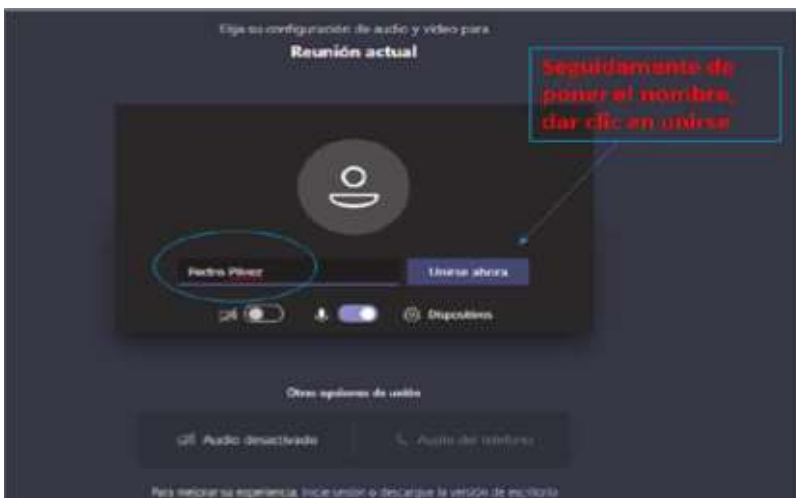 Elija su configuración de audio y vídeo para
Reunión actual
Seguidamente de
poner el nombre,
dar clic en unirse
Pedro Pérez
Unirse ahora
Dispositivos
Otras opciones de unión
Audio desactivado
Audio del teléfono
Para mejorar su experiencia, inicie sesión o descargue la versión de escritorio